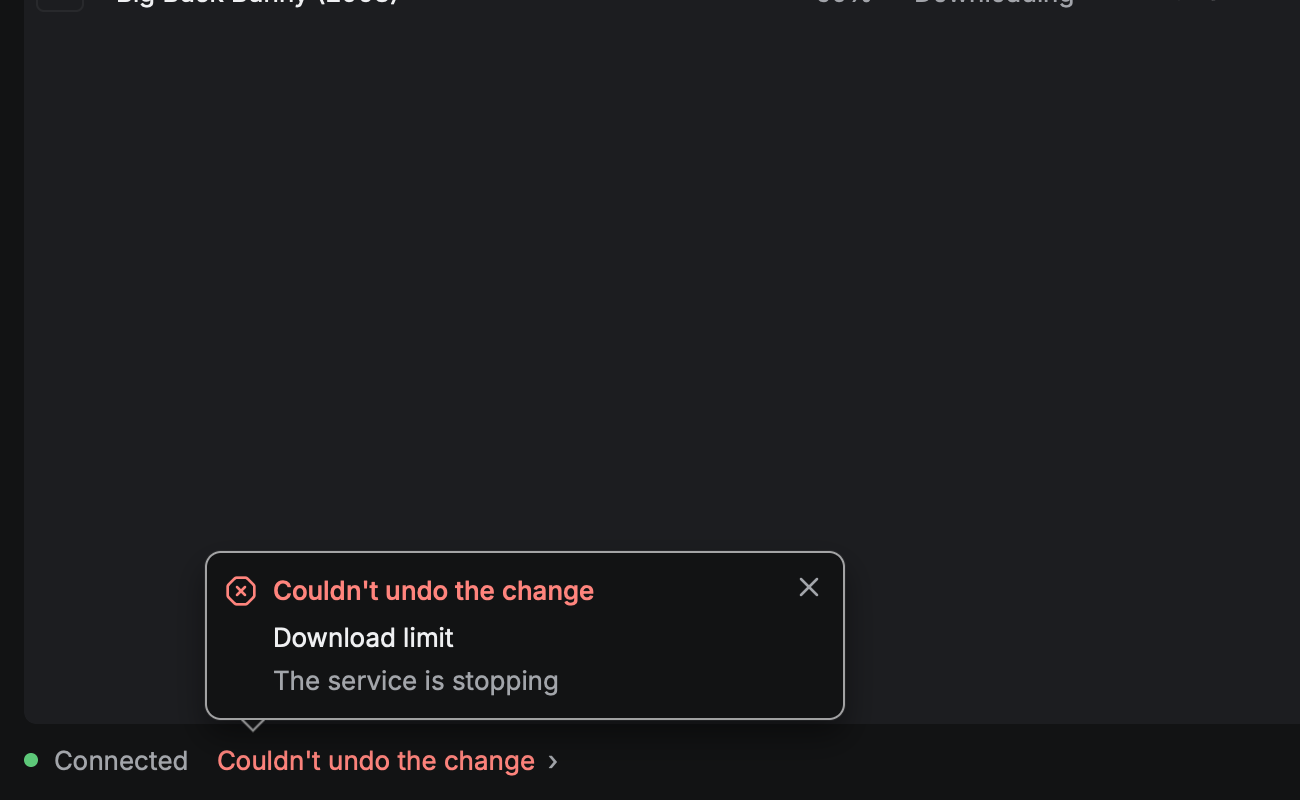 Couldn't undo the change
Download limit
The service is stopping
Connected
Couldn't undo the change ›